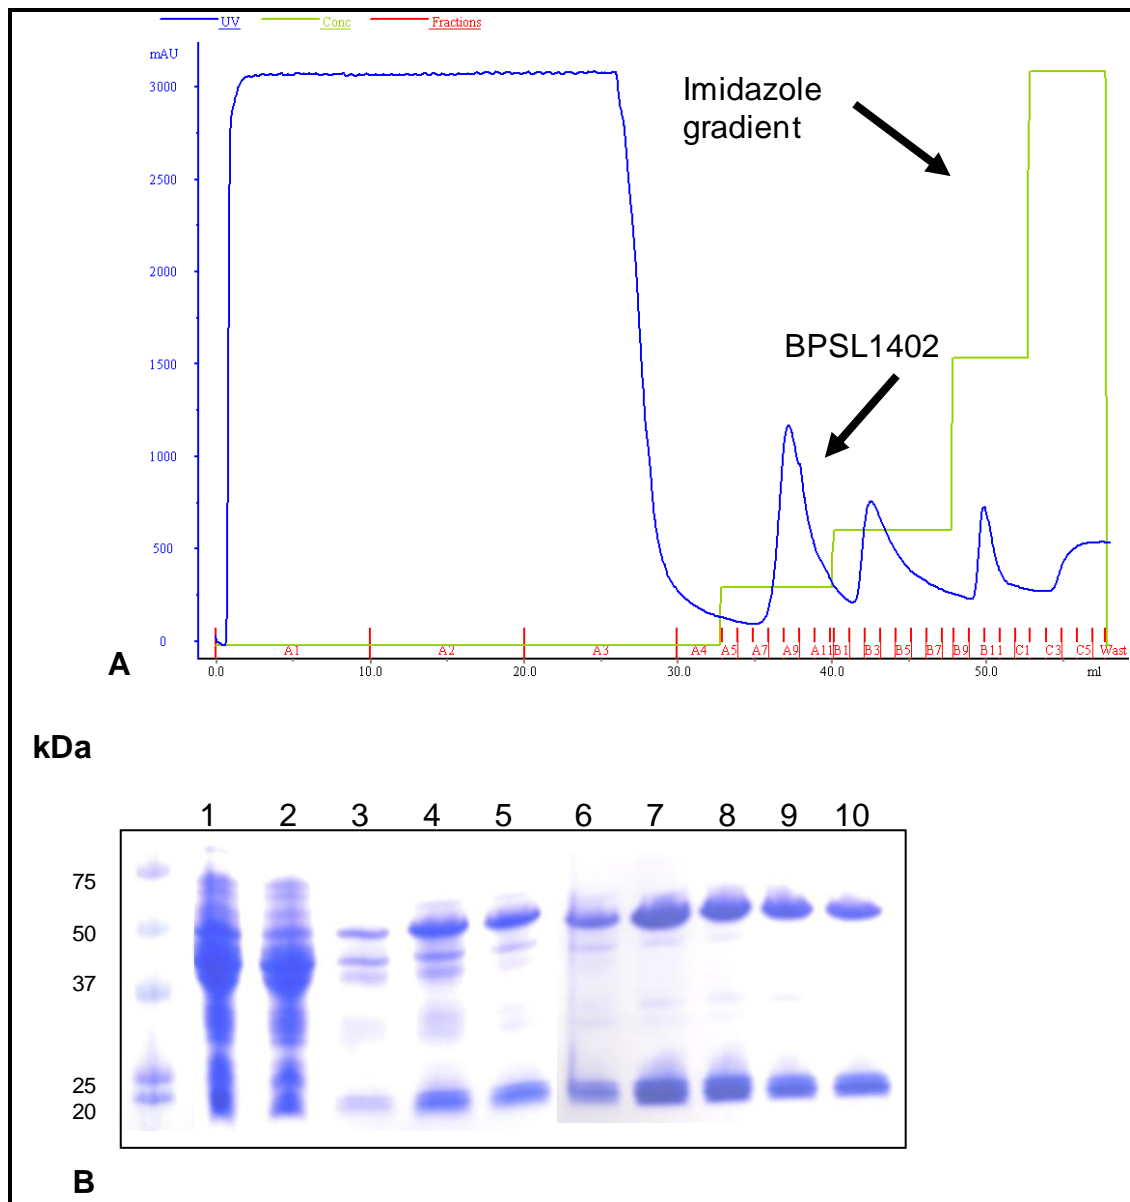 UV Conc Fractions
mAU
3000
2500
2000
1500
1000
500
0
Imidazole
gradient
BPSL1402
A1 A2 A3 A4 A5 A7 A9 A11 B1 B3 B5 B7 B9 B11 C1 C3 C5 Wast
0.0 10.0 20.0 30.0 40.0 50.0 ml
A
kDa
1 2 3 4 5 6 7 8 9 10
75
50
37
25
20
B